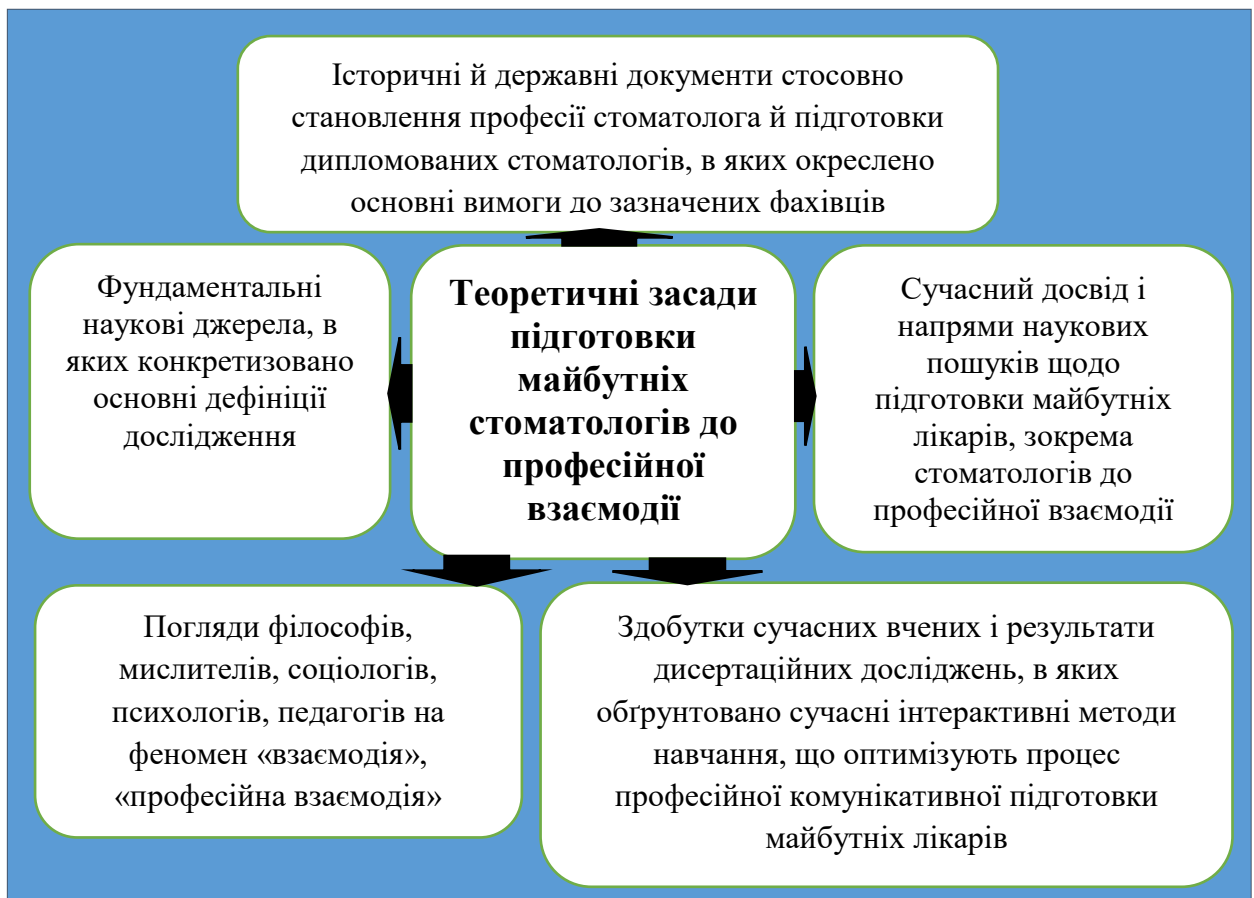 Історичні й державні документи стосовно
становлення професії стоматолога й підготовки
дипломованих стоматологів, в яких окреслено
основні вимоги до зазначених фахівців
Фундаментальні
наукові джерела, в
яких конкретизовано
основні дефініції
дослідження
Теоретичні засади
підготовки
майбутніх
стоматологів до
професійної
взаємодії
Сучасний досвід і
напрями наукових
пошуків щодо
підготовки майбутніх
лікарів, зокрема
стоматологів до
професійної взаємодії
Погляди філософів,
мислителів, соціологів,
психологів, педагогів на
феномен «взаємодія»,
«професійна взаємодія»
Здобутки сучасних вчених і результати
дисертаційних досліджень, в яких
обґрунтовано сучасні інтерактивні методи
навчання, що оптимізують процес
професійної комунікативної підготовки
майбутніх лікарів